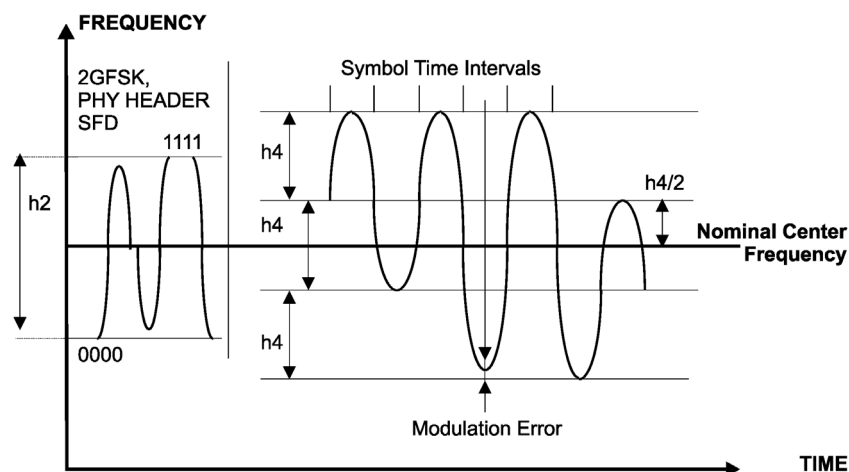 FREQUENCY
2GFSK,
PHY HEADER
SFD
1111
Symbol Time Intervals
h2
h4
h4
h4
h4/2
Nominal Center
Frequency
0000
Modulation Error
TIME